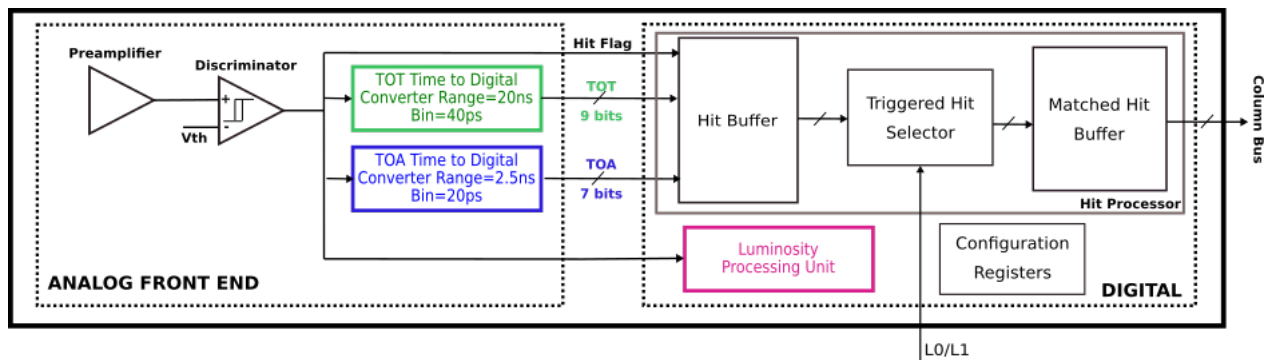 Preamplifier
Discriminator
+
-
Vth
TOT Time to Digital
Converter Range=20ns
Bin=40ps
TOA Time to Digital
Converter Range=2.5ns
Bin=20ps
ANALOG FRONT END
Hit Flag
TOT
9 bits
TOA
7 bits
Hit Buffer
Triggered Hit
Selector
Matched Hit
Buffer
Hit Processor
Luminosity
Processing Unit
Configuration
Registers
DIGITAL
L0/L1
Column Bus